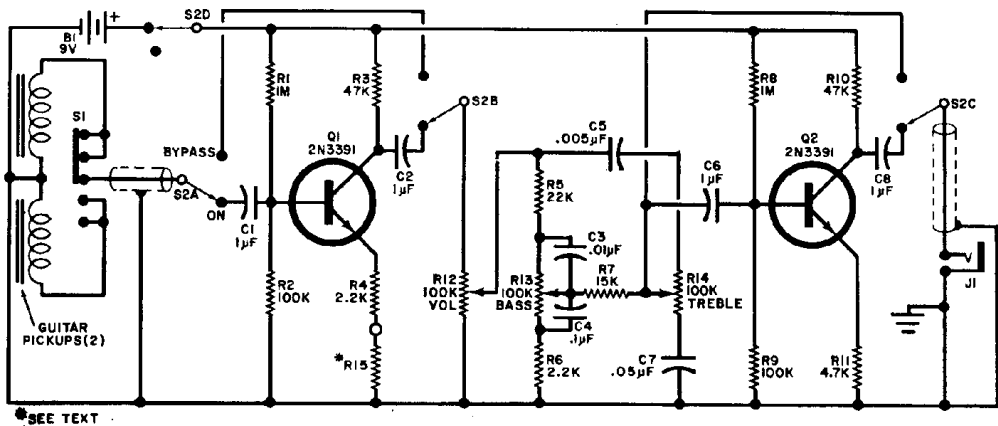 B1
9V
+
S2D
S1
BYPASS
S2A
ON
C1
1µF
R1
1M
R2
100K
R3
47K
Q1
2N3391
C2
1µF
R4
2.2K
*R15
S2B
R12
100K
VOL
R5
22K
C5
.005µF
C3
.01µF
R13
100K
BASS
R7
15K
C4
.1µF
R6
2.2K
R14
100K
TREBLE
C7
.05µF
C6
1µF
R8
1M
R9
100K
R10
47K
Q2
2N3391
C8
1µF
R11
4.7K
S2C
J1
GUITAR
PICKUPS(2)
*SEE TEXT